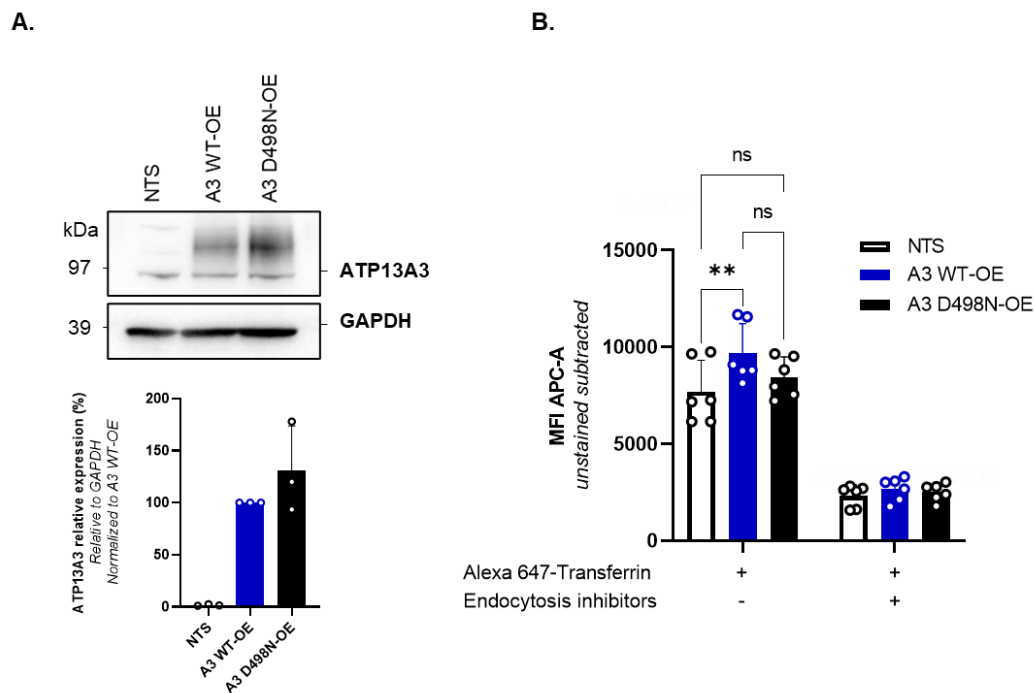 A.
NTS
A3 WT-OE
A3 D498N-OE
kDa
97
ATP13A3
39
GAPDH
ATP13A3 relative expression (%)
Relative to GAPDH
Normalized to A3 WT-OE
200
150
100
50
0
NTS
A3 WT-OE
A3 D498N-OE
B.
ns
ns
**
NTS
A3 WT-OE
A3 D498N-OE
MFI APC-A
unstained subtracted
15000
10000
5000
0
Alexa 647-Transferrin + +
Endocytosis inhibitors - +